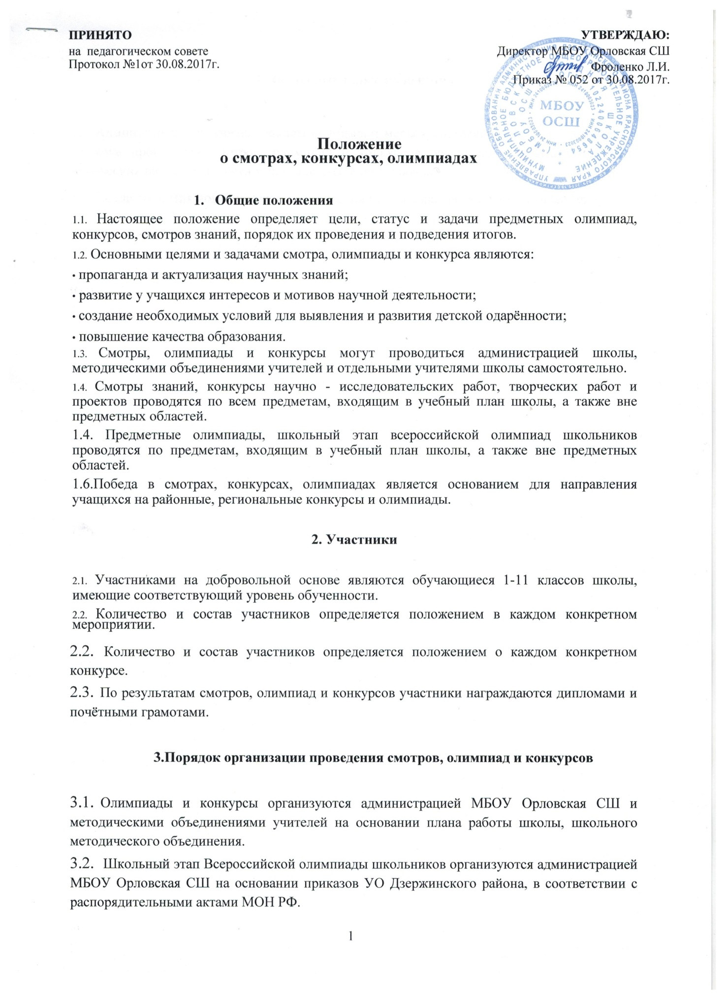 ПРИНЯТО
на  педагогическом совете
Протокол №1от 30.08.2017г.
УТВЕРЖДАЮ:
Директор МБОУ Орловская СШ
Фроленко Л.И.
Приказ № 052 от 30.08.2017г.
МБОУ
ОСШ
Положение
о смотрах, конкурсах, олимпиадах
1.   Общие положения
1.1. Настоящее положение определяет цели, статус и задачи предметных олимпиад,
конкурсов, смотров знаний, порядок их проведения и подведения итогов.
1.2. Основными целями и задачами смотра, олимпиады и конкурса являются:
• пропаганда и актуализация научных знаний;
• развитие у учащихся интересов и мотивов научной деятельности;
• создание необходимых условий для выявления и развития детской одарённости;
• повышение качества образования.
1.3. Смотры, олимпиады и конкурсы могут проводиться администрацией школы,
методическими объединениями учителей и отдельными учителями школы самостоятельно.
1.4. Смотры знаний, конкурсы научно - исследовательских работ, творческих работ и
проектов проводятся по всем предметам, входящим в учебный план школы, а также вне
предметных областей.
1.4. Предметные олимпиады, школьный этап всероссийской олимпиад школьников
проводятся по предметам, входящим в учебный план школы, а также вне предметных
областей.
1.6.Победа в смотрах, конкурсах, олимпиадах является основанием для направления
учащихся на районные, региональные конкурсы и олимпиады.
2. Участники
2.1. Участниками на добровольной основе являются обучающиеся 1-11 классов школы,
имеющие соответствующий уровень обученности.
2.2. Количество и состав участников определяется положением в каждом конкретном
мероприятии.
2.2. Количество и состав участников определяется положением о каждом конкретном
конкурсе.
2.3. По результатам смотров, олимпиад и конкурсов участники награждаются дипломами и
почётными грамотами.
3.Порядок организации проведения смотров, олимпиад и конкурсов
3.1. Олимпиады и конкурсы организуются администрацией МБОУ Орловская СШ и
методическими объединениями учителей на основании плана работы школы, школьного
методического объединения.
3.2. Школьный этап Всероссийской олимпиады школьников организуются администрацией
МБОУ Орловская СШ на основании приказов УО Дзержинского района, в соответствии с
распорядительными актами МОН РФ.
1